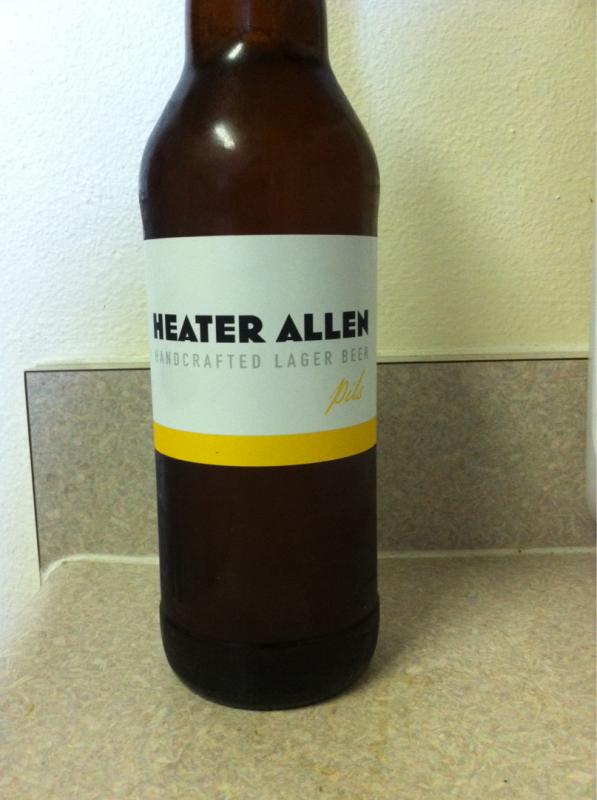 HEATER ALLEN
HANDCRAFTED LAGER BEER
Pils